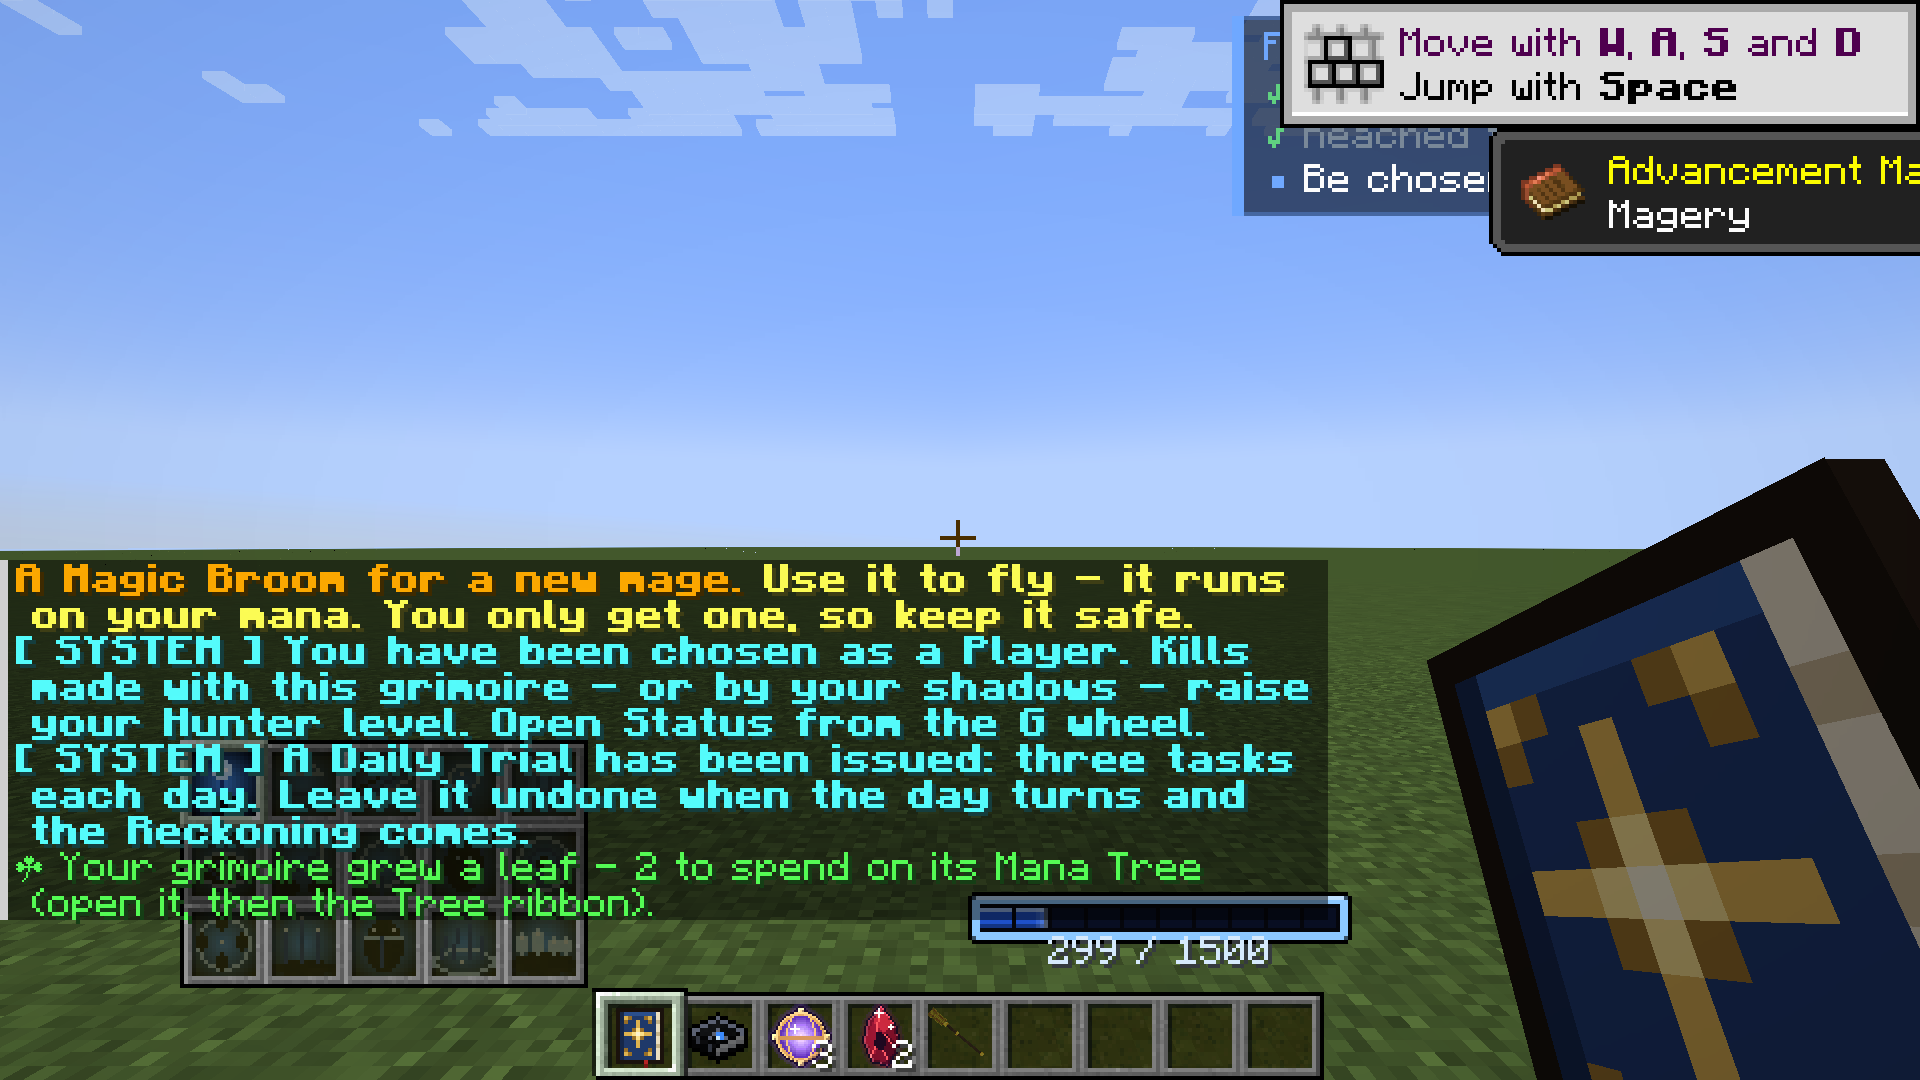 Move with W, A, S and D
Jump with Space
F
Reached
Be chosen
Advancement Ma
Magery
A Magic Broom for a new mage. Use it to fly – it runs
on your mana. You only get one, so keep it safe.
[ SYSTEM ] You have been chosen as a Player. Kills
made with this grimoire – or by your shadows – raise
your Hunter level. Open Status from the G wheel.
[ SYSTEM ] A Daily Trial has been issued: three tasks
each day. Leave it undone when the day turns and
the Reckoning comes.
☘ Your grimoire grew a leaf – 2 to spend on its Mana Tree
(open it, then the Tree ribbon).
299 / 1500
3
2